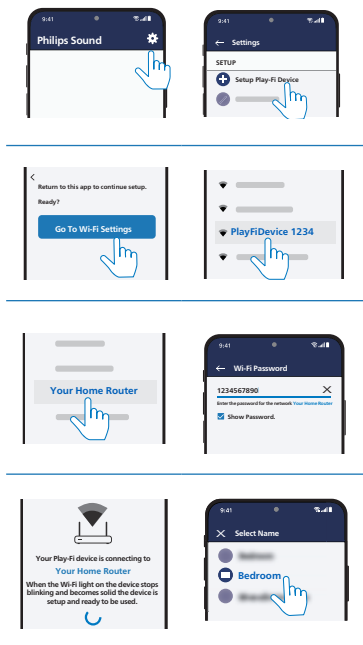 9:41
Philips Sound
9:41
← Settings
SETUP
Setup Play-Fi Device
Return to this app to continue setup.
Ready?
Go To Wi-Fi Settings
PlayFiDevice 1234
Your Home Router
9:41
← Wi-Fi Password
1234567890
Enter the password for the network Your Home Router
Show Password.
Your Play-Fi device is connecting to
Your Home Router
When the Wi-Fi light on the device stops
blinking and becomes solid the device is
setup and ready to be used.
9:41
Select Name
Bedroom